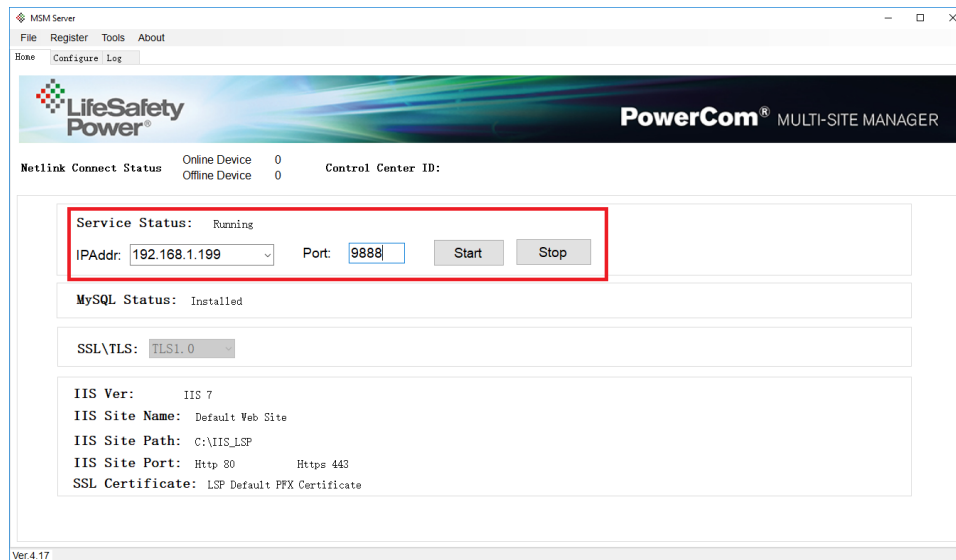 MSM Server
File Register Tools About
Home Configure Log
LifeSafety Power®
PowerCom® MULTI-SITE MANAGER
Netlink Connect Status
Online Device 0
Offline Device 0
Control Center ID:
Service Status: Running
IPAddr: 192.168.1.199 Port: 9888 Start Stop
MySQL Status: Installed
SSL\TLS: TLS1.0
IIS Ver: IIS 7
IIS Site Name: Default Web Site
IIS Site Path: C:\IIS_LSP
IIS Site Port: Http 80 Https 443
SSL Certificate: LSP Default PFX Certificate
Ver.4.17